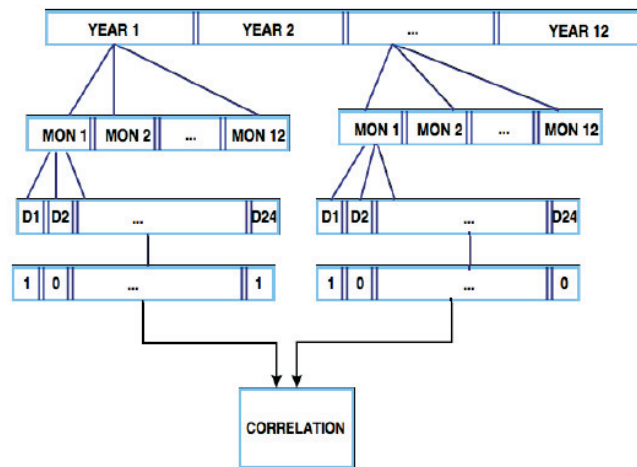 YEAR 1 YEAR 2 ... YEAR 12
MON 1 MON 2 ... MON 12 MON 1 MON 2 ... MON 12
D1 D2 ... D24 D1 D2 ... D24
1 0 ... 1 1 0 ... 0
CORRELATION